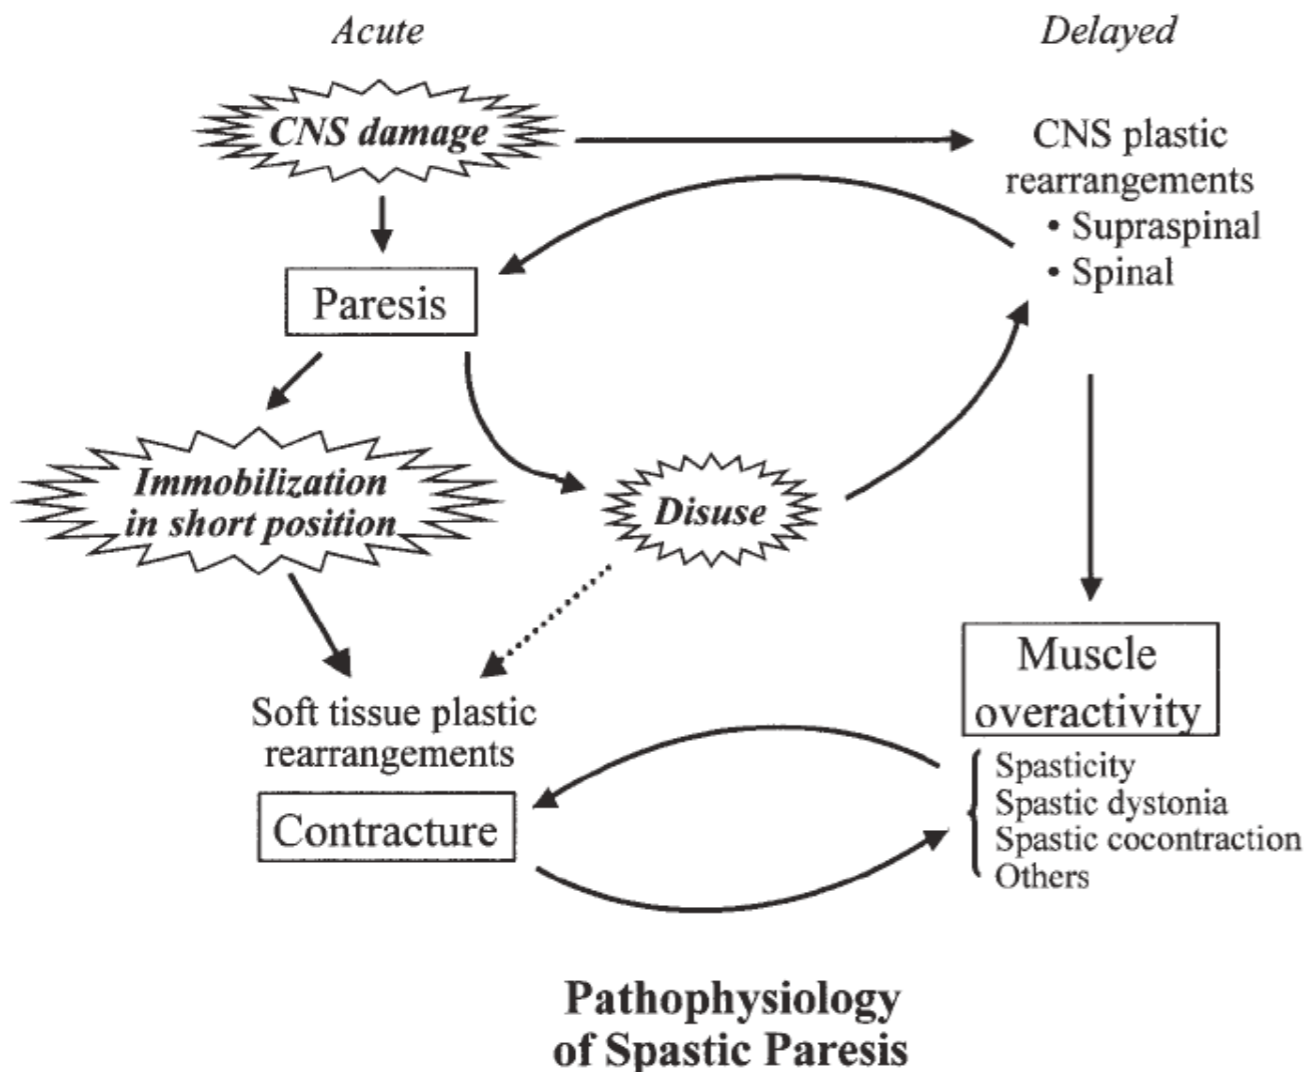 Acute
Delayed
CNS damage
CNS plastic
rearrangements
• Supraspinal
• Spinal
Paresis
Immobilization
in short position
Disuse
Soft tissue plastic
rearrangements
Contracture
Muscle
overactivity
Spasticity
Spastic dystonia
Spastic cocontraction
Others
Pathophysiology
of Spastic Paresis